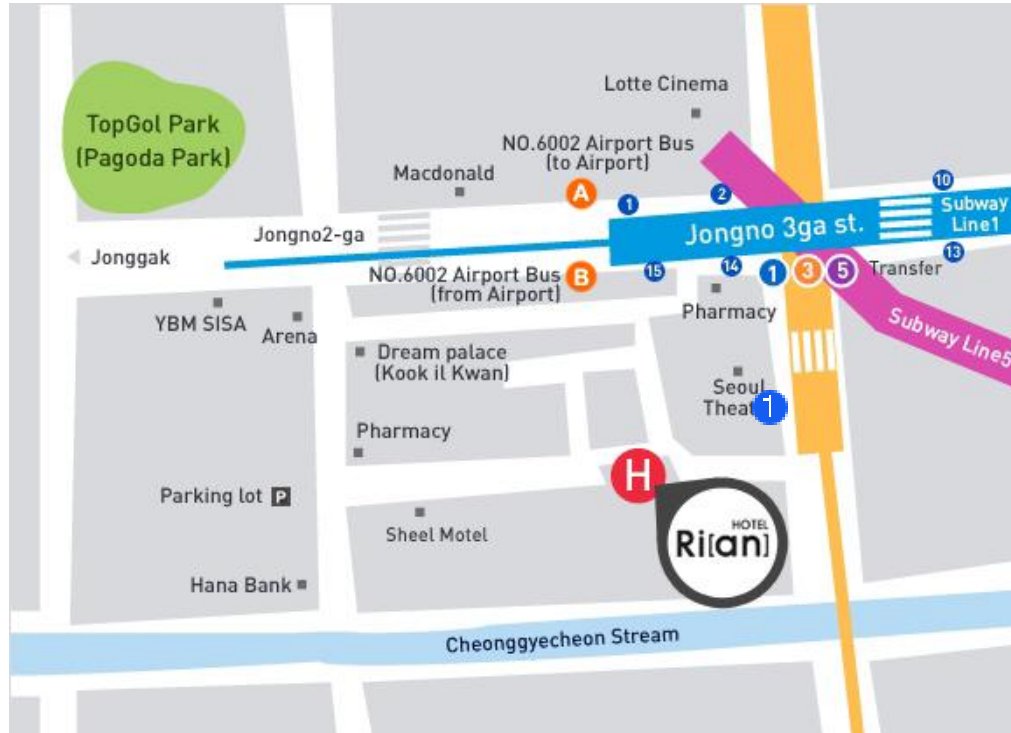 Lotte Cinema
TopGol Park
(Pagoda Park)
NO.6002 Airport Bus
(to Airport)
Macdonald
A
1
2
10
Subway
Line1
Jongno 3ga st.
Jongno2-ga
Jonggak
NO.6002 Airport Bus
(from Airport)
B
15
14
1
3
5
Transfer
13
Pharmacy
Subway Line5
YBM SISA
Arena
Dream palace
(Kook il Kwan)
Seoul
Theat
1
Pharmacy
H
Parking lot P
Sheel Motel
HOTEL
Ri[an]
Hana Bank
Cheonggyecheon Stream